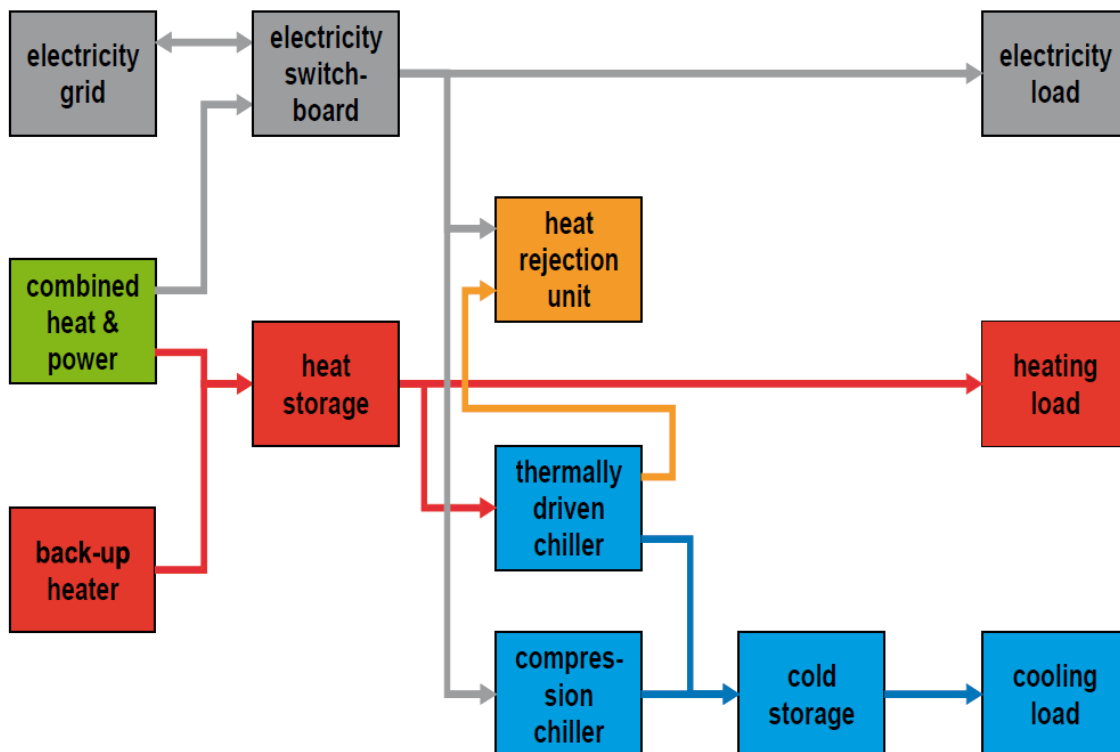 electricity
grid
electricity
switch-
board
electricity
load
heat
rejection
unit
combined
heat &
power
heat
storage
heating
load
thermally
driven
chiller
back-up
heater
compres-
sion
chiller
cold
storage
cooling
load